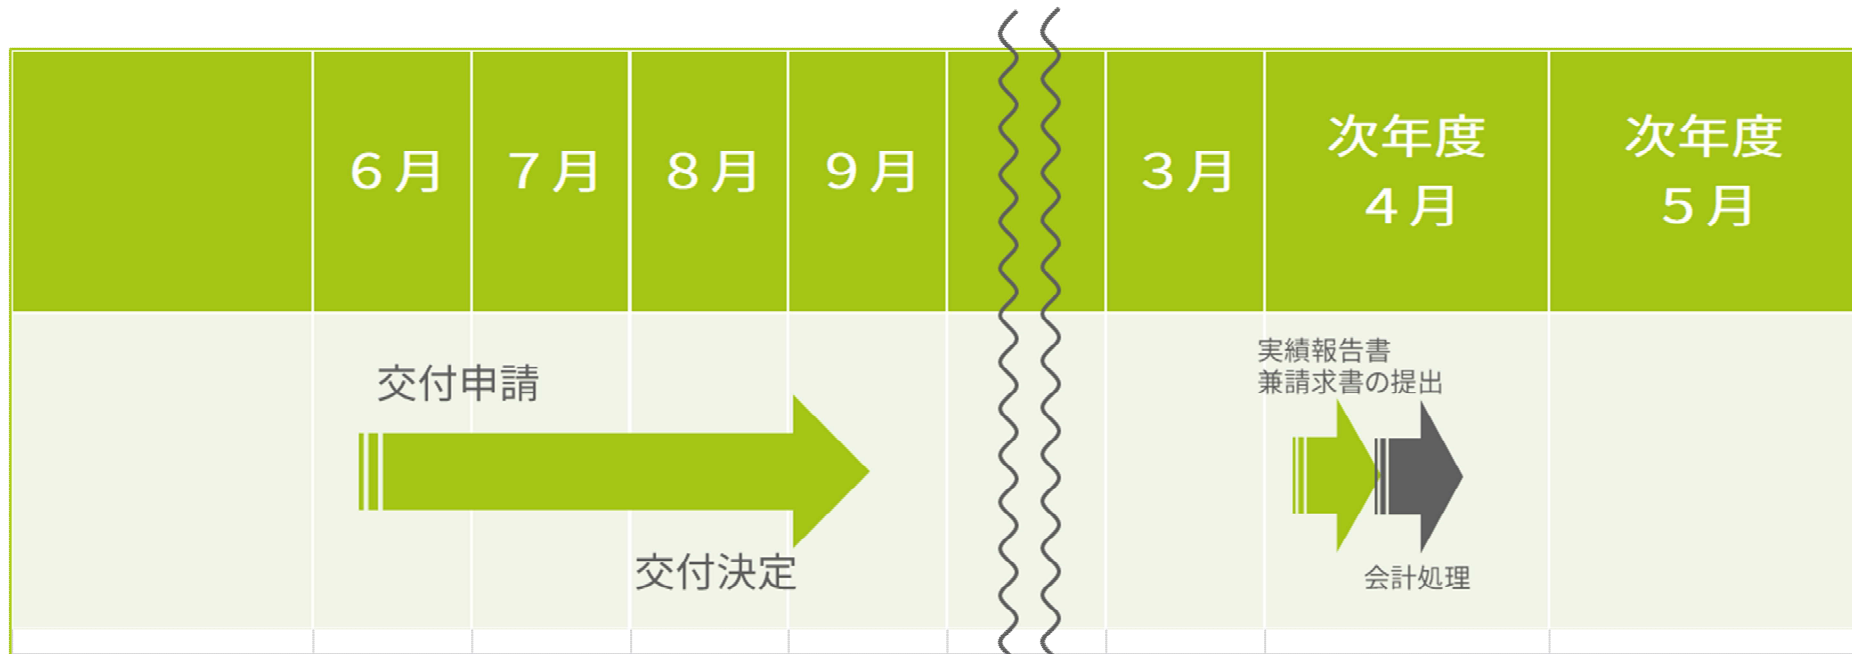 ６月
７月
８月
９月
３月
次年度
４月
次年度
５月
交付申請
交付決定
実績報告書
兼請求書の提出
会計処理